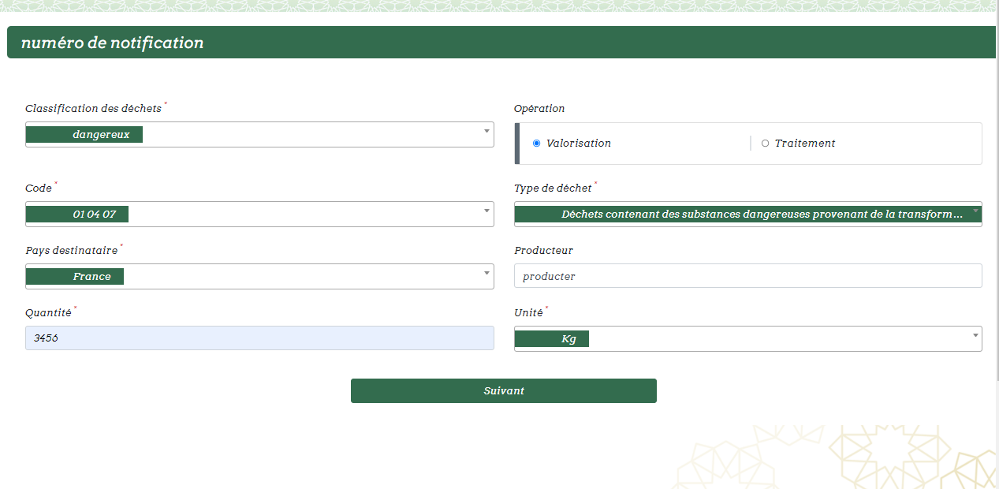 numéro de notification
Classification des déchets *
Opération
dangereux
Valorisation
Traitement
Code *
Type de déchet *
01 04 07
Déchets contenant des substances dangereuses provenant de la transform...
Pays destinataire *
Producteur
France
producter
Quantité *
Unité *
3456
Kg
Suivant